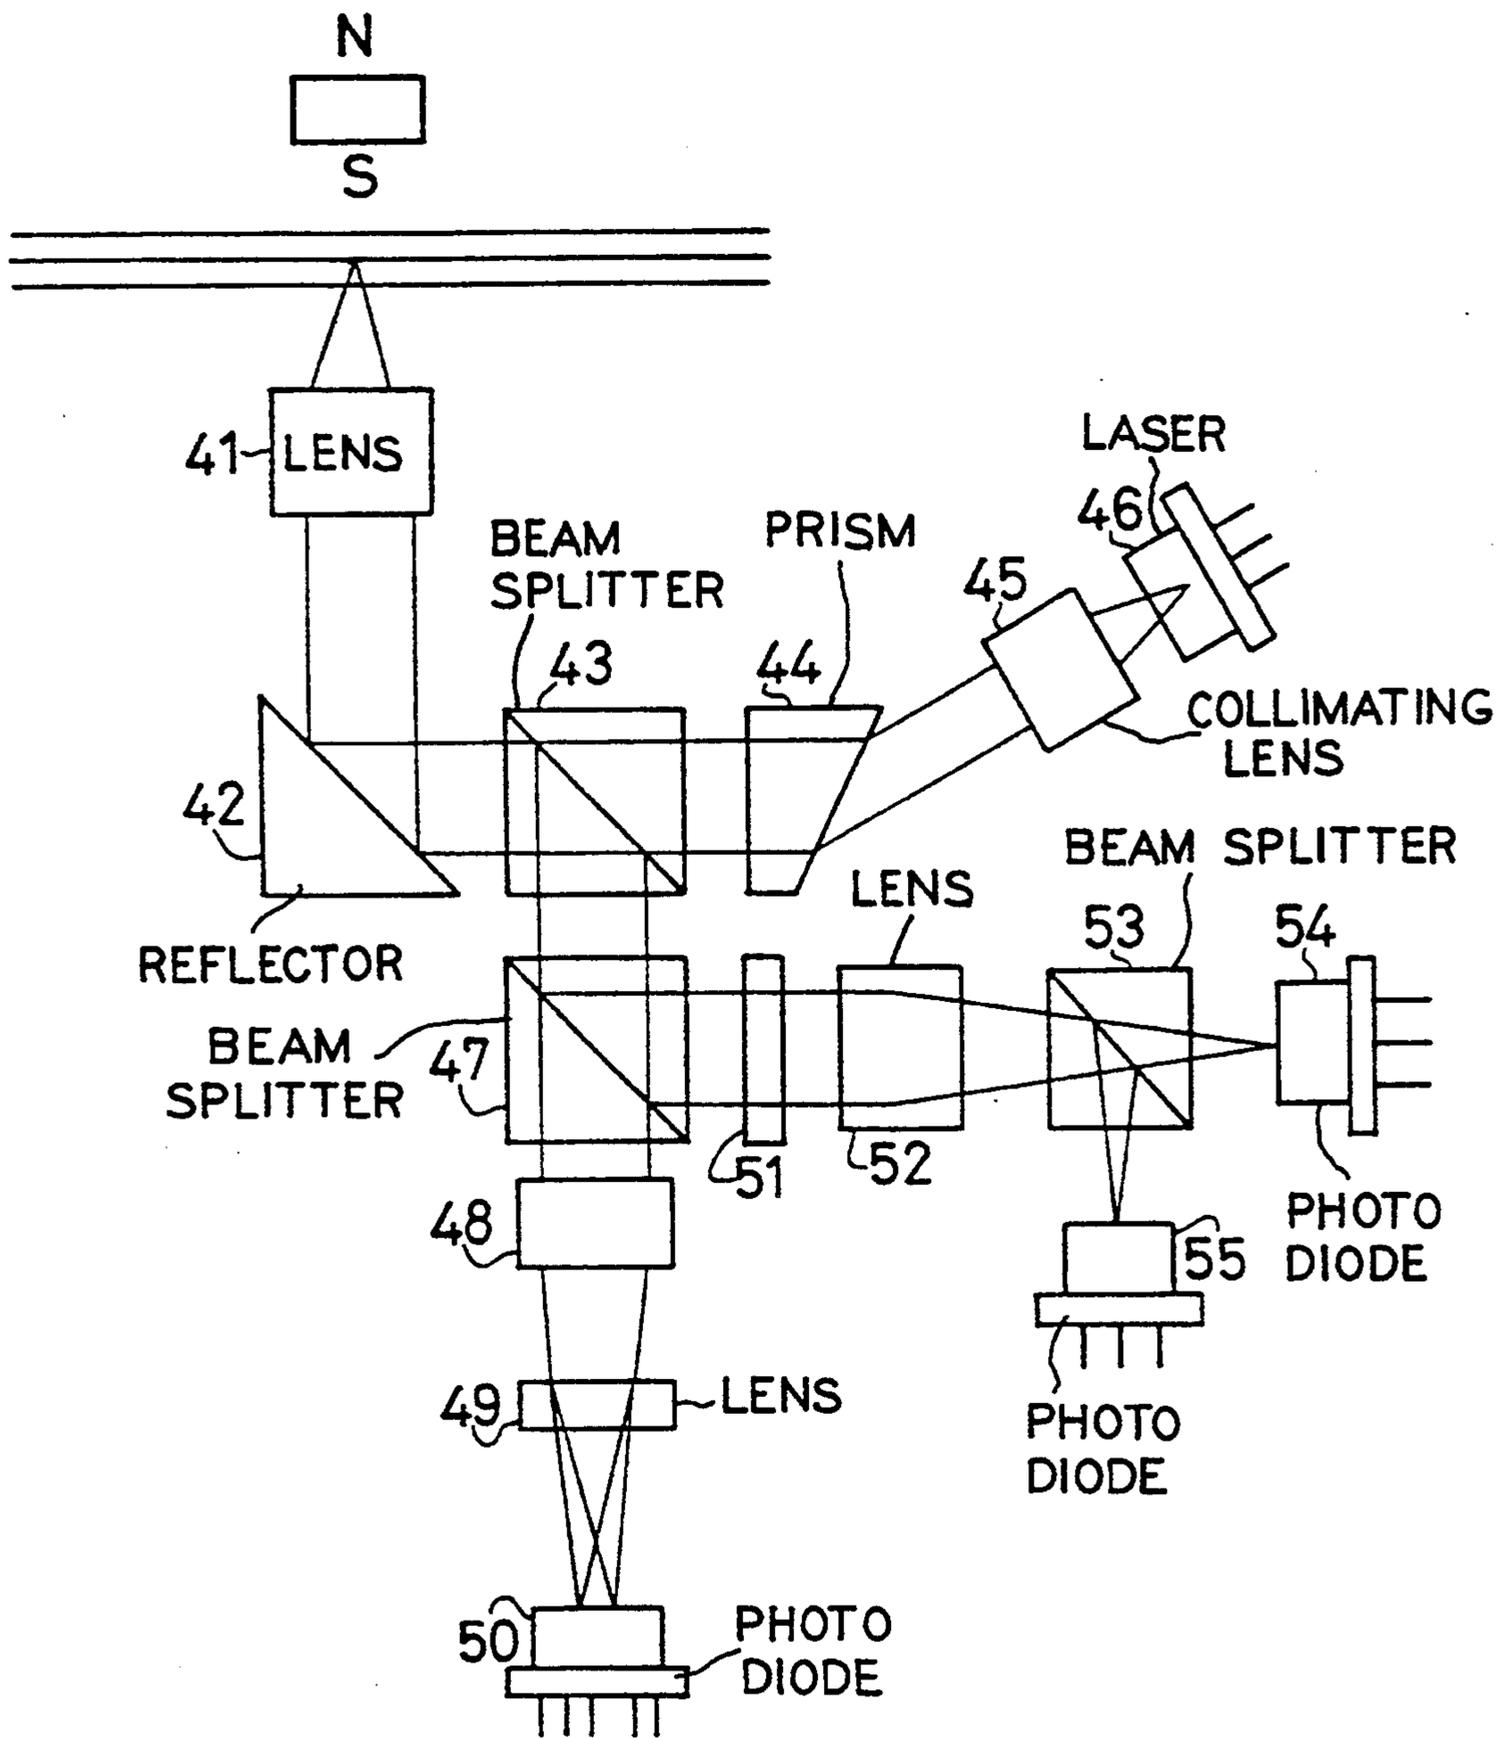 N
S
41
LENS
LASER
46
BEAM
SPLITTER
PRISM
45
43
44
COLLIMATING
LENS
42
BEAM SPLITTER
LENS
REFLECTOR
53
54
BEAM
SPLITTER
47
51
52
48
PHOTO
DIODE
55
49
LENS
PHOTO
DIODE
50
PHOTO
DIODE